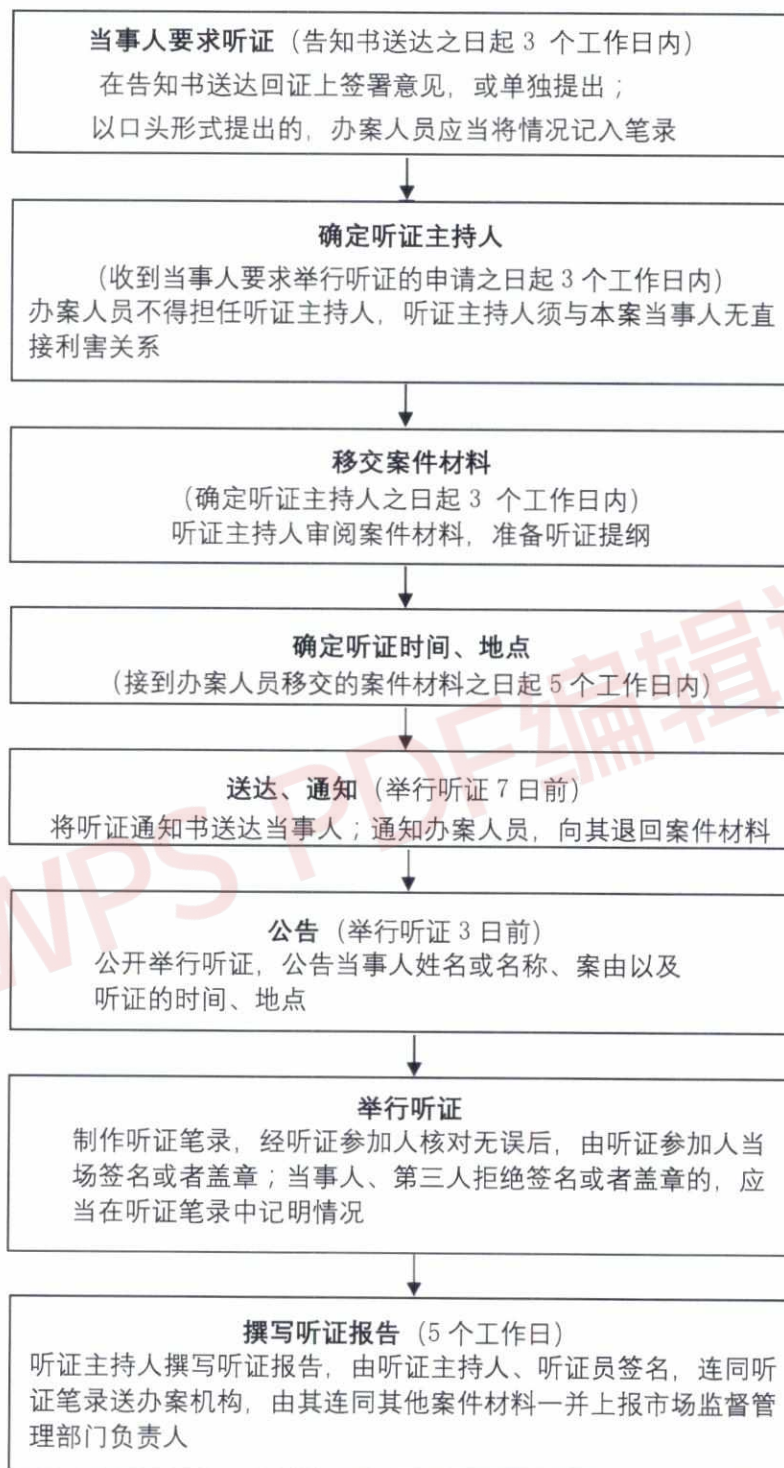 当事人要求听证（告知书送达之日起 3 个工作日内）
在告知书送达回证上签署意见，或单独提出；
以口头形式提出的，办案人员应当将情况记入笔录
确定听证主持人
（收到当事人要求举行听证的申请之日起 3 个工作日内）
办案人员不得担任听证主持人，听证主持人须与本案当事人无直
接利害关系
移交案件材料
（确定听证主持人之日起 3 个工作日内）
听证主持人审阅案件材料，准备听证提纲
确定听证时间、地点
（接到办案人员移交的案件材料之日起 5 个工作日内）
送达、通知（举行听证 7 日前）
将听证通知书送达当事人；通知办案人员，向其退回案件材料
公告（举行听证 3 日前）
公开举行听证，公告当事人姓名或名称、案由以及
听证的时间、地点
举行听证
制作听证笔录，经听证参加人核对无误后，由听证参加人当
场签名或者盖章；当事人、第三人拒绝签名或者盖章的，应
当在听证笔录中记明情况
撰写听证报告（5 个工作日）
听证主持人撰写听证报告，由听证主持人、听证员签名，连同听
证笔录送办案机构，由其连同其他案件材料一并上报市场监督管
理部门负责人
WPS PDF编辑